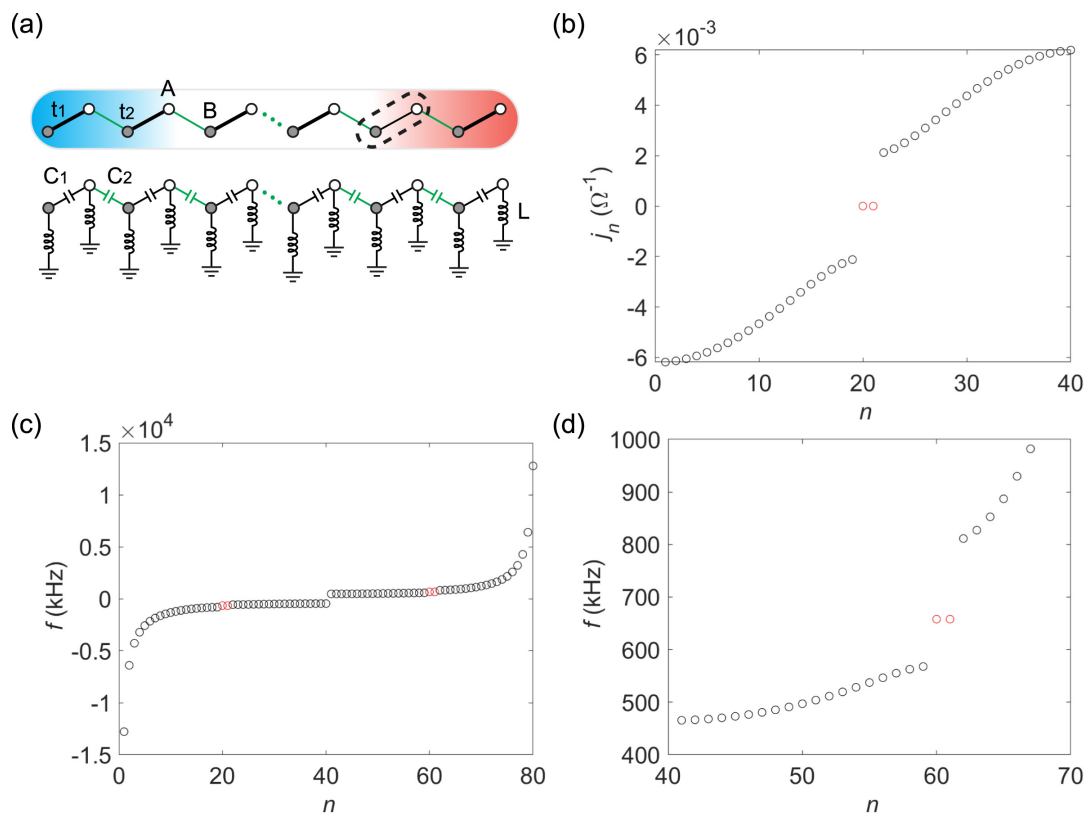 (a)
A
t1
t2
B
C1
C2
L
(b)
×10⁻³
6
4
2
0
-2
-4
-6
jₙ (Ω⁻¹)
0
10
20
30
40
n
(c)
×10⁴
1.5
1
0.5
0
-0.5
-1
-1.5
f (kHz)
0
20
40
60
80
n
(d)
1000
900
800
700
600
500
400
f (kHz)
40
50
60
70
n